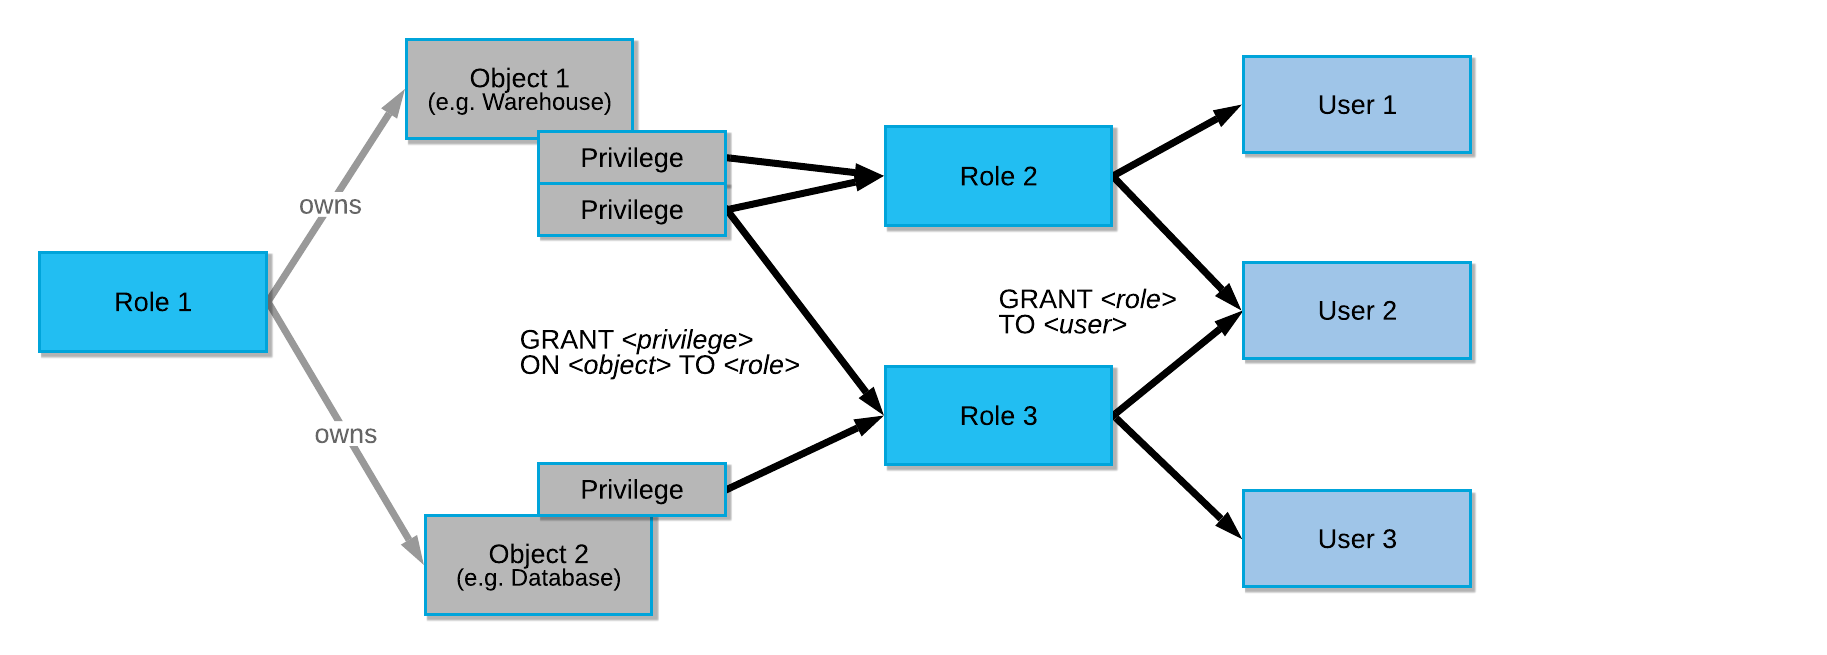 Object 1
(e.g. Warehouse)
Privilege
Privilege
owns
Role 1
owns
GRANT <privilege>
ON <object> TO <role>
Privilege
Object 2
(e.g. Database)
Role 2
GRANT <role>
TO <user>
Role 3
User 1
User 2
User 3